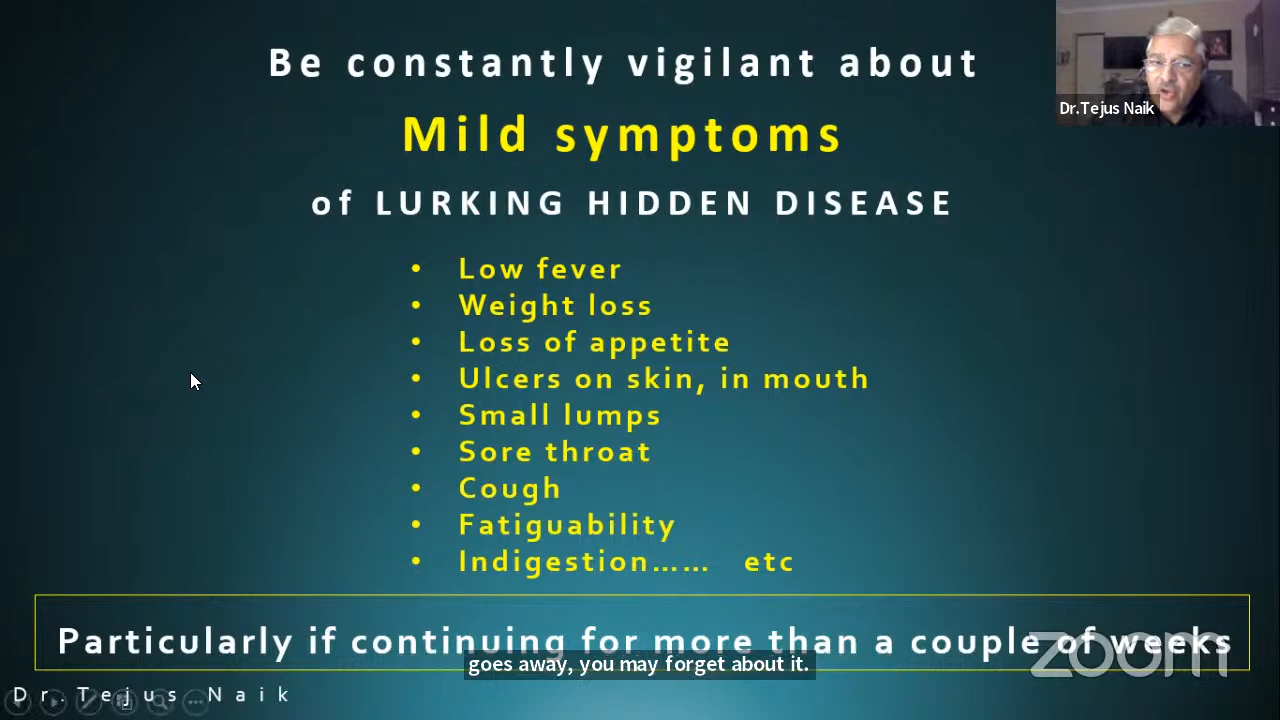 Be constantly vigilant about
Mild symptoms
of LURKING HIDDEN DISEASE
Dr.Tejus Naik
• Low fever
• Weight loss
• Loss of appetite
• Ulcers on skin, in mouth
• Small lumps
• Sore throat
• Cough
• Fatiguability
• Indigestion…… etc
Particularly if continuing for more than a couple of weeks
zoom
goes away, you may forget about it.
Dr. Tejus Naik